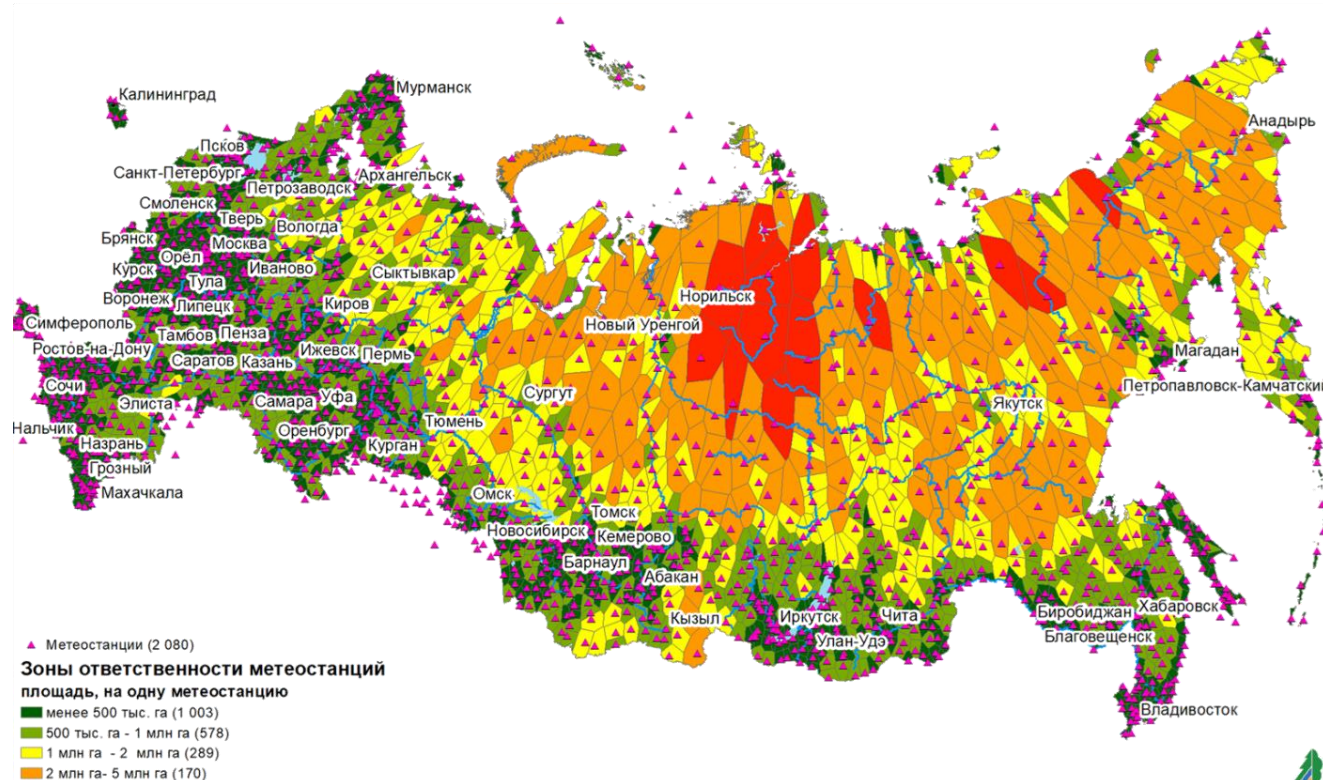 Калининград
Мурманск
Анадырь
Псков
Санкт-Петербург
Архангельск
Петрозаводск
Смоленск
Тверь
Вологда
Брянск
Москва
Орёл
Сыктывкар
Курск
Иваново
Тула
Норильск
Воронеж
Липецк
Киров
Новый Уренгой
Симферополь
Тамбов
Пенза
Ростов-на-Дону
Ижевск
Пермь
Магадан
Саратов
Казань
Сочи
Петропавловск-Камчатский
Сургут
Элиста
Самара
Уфа
Якутск
Нальчик
Оренбург
Тюмень
Назрань
Курган
Грозный
Махачкала
Омск
Томск
Новосибирск
Кемерово
Барнаул
Абакан
Кызыл
Иркутск
Чита
Биробиджан
Хабаровск
Улан-Удэ
Благовещенск
Владивосток
Метеостанции (2 080)
Зоны ответственности метеостанций
площадь, на одну метеостанцию
менее 500 тыс. га (1 003)
500 тыс. га - 1 млн га (578)
1 млн га - 2 млн га (289)
2 млн га- 5 млн га (170)